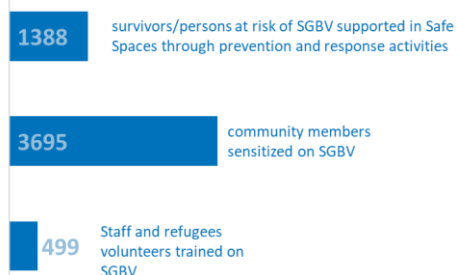 1388
survivors/persons at risk of SGBV supported in Safe
Spaces through prevention and response activities
3695
community members
sensitized on SGBV
499
Staff and refugees
volunteers trained on
SGBV